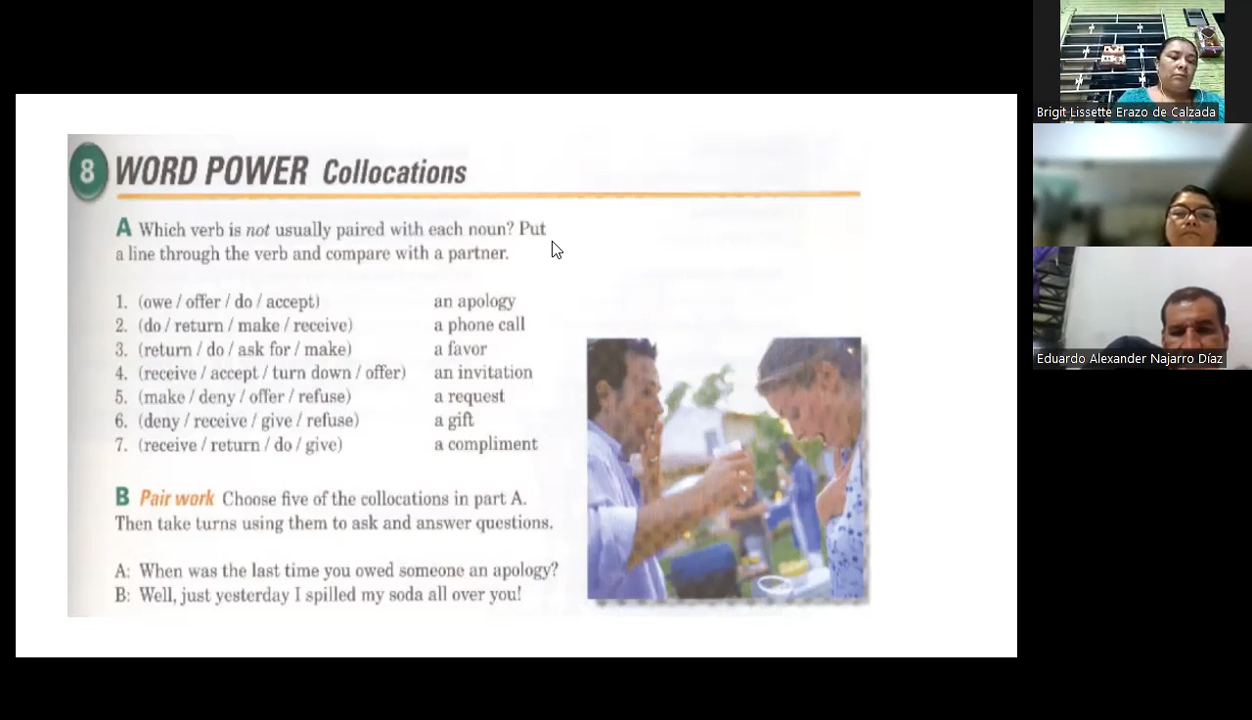 8 WORD POWER Collocations
A Which verb is not usually paired with each noun? Put
a line through the verb and compare with a partner.
1. (owe / offer / do / accept) an apology
2. (do / return / make / receive) a phone call
3. (return / do / ask for / make) a favor
4. (receive / accept / turn down / offer) an invitation
5. (make / deny / offer / refuse) a request
6. (deny / receive / give / refuse) a gift
7. (receive / return / do / give) a compliment
B Pair work Choose five of the collocations in part A.
Then take turns using them to ask and answer questions.
A: When was the last time you owed someone an apology?
B: Well, just yesterday I spilled my soda all over you!
Brigit Lissette Erazo de Calzada
Eduardo Alexander Najarro Díaz